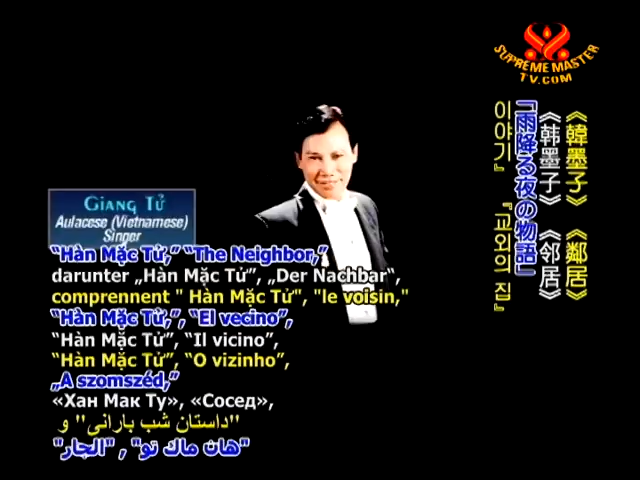 SUPREME MASTER
TV.COM
Giang Tử
Aulacese (Vietnamese)
Singer
“Hàn Mặc Tử,” “The Neighbor,”
darunter „Hàn Mặc Tử”, „Der Nachbar“,
comprennent " Hàn Mặc Tử", "le voisin,"
“Hàn Mặc Tử,”, “El vecino”,
“Hàn Mặc Tử”, “Il vicino”,
“Hàn Mặc Tử”, “O vizinho”,
„A szomszéd,”
«Хан Мак Ту», «Сосед»,
"داستان شب بارانى" و
"هان ماك تو" , "الجار"
《韓墨子》《鄰居》
《韩墨子》《邻居》
「雨降る夜の物語」
이야기』 『교외의 집』